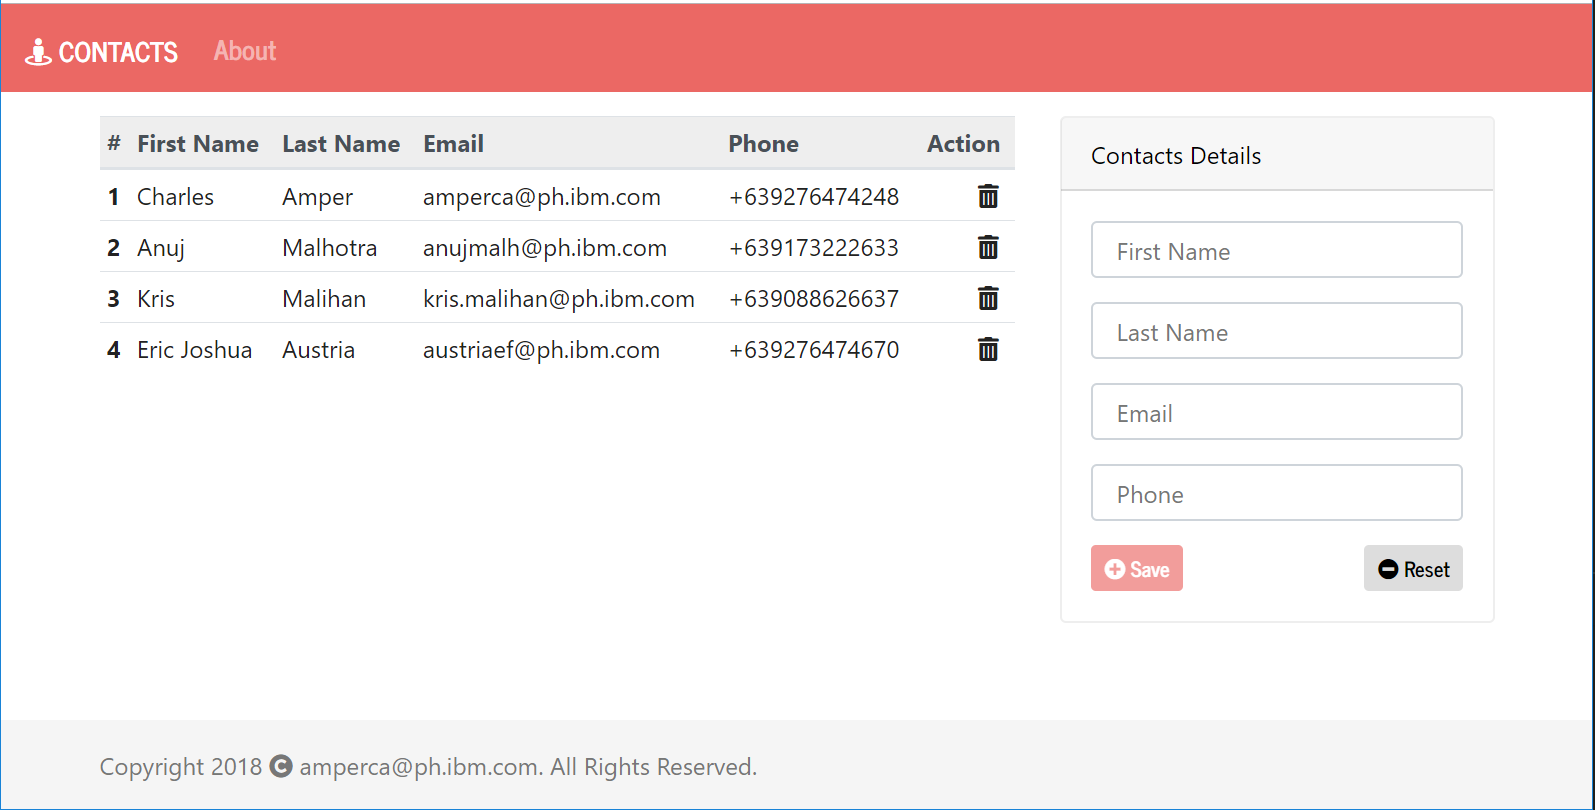 CONTACTS About
# First Name Last Name Email Phone Action
1 Charles Amper amperca@ph.ibm.com +639276474248
2 Anuj Malhotra anujmalh@ph.ibm.com +639173222633
3 Kris Malihan kris.malihan@ph.ibm.com +639088626637
4 Eric Joshua Austria austriaef@ph.ibm.com +639276474670
Contacts Details
First Name
Last Name
Email
Phone
Save Reset
Copyright 2018 © amperca@ph.ibm.com. All Rights Reserved.